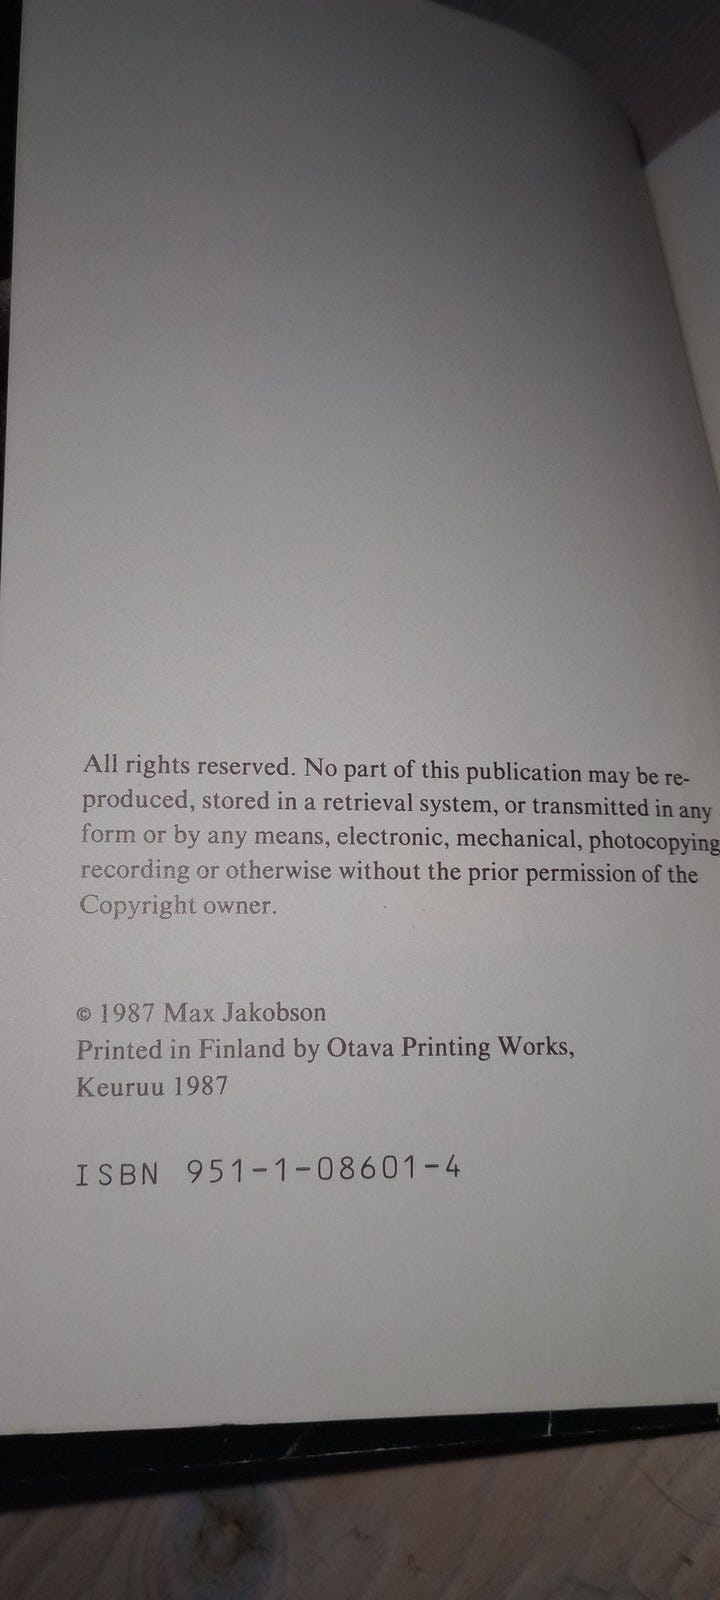 All rights reserved. No part of this publication may be re-
produced, stored in a retrieval system, or transmitted in any
form or by any means, electronic, mechanical, photocopying
recording or otherwise without the prior permission of the
Copyright owner.
© 1987 Max Jakobson
Printed in Finland by Otava Printing Works,
Keuruu 1987
ISBN 951-1-08601-4